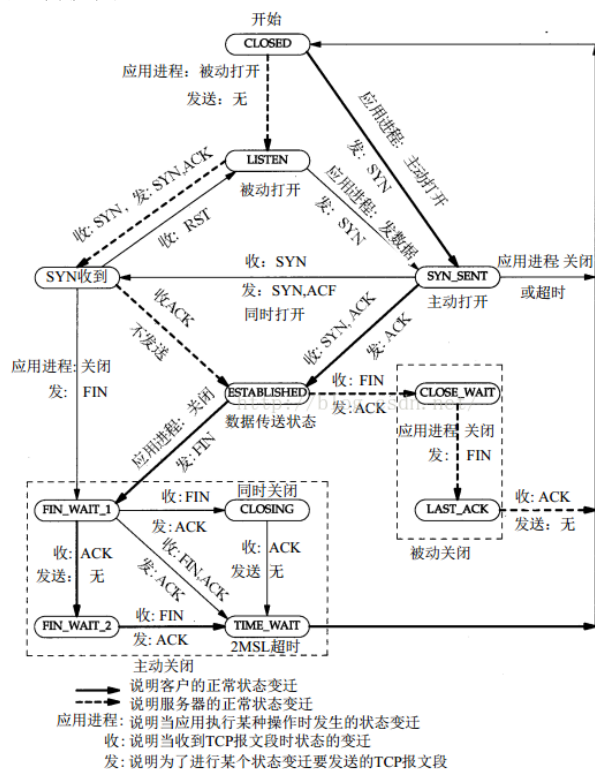 开始
CLOSED
应用进程：被动打开
发送：无
应用进程：主动打开
发：SYN
LISTEN
被动打开
收：SYN，发：SYN,ACK
收：RST
应用进程：发数据
发：SYN
SYN收到
收：SYN
发：SYN,ACF
同时打开
SYN_SENT
主动打开
应用进程 关闭
或超时
收ACK
不发送
收：SYN, ACK
发：ACK
应用进程：关闭
发：FIN
ESTABLISHED
数据传送状态
收：FIN
发：ACK
CLOSE_WAIT
应用进程 关闭
发：FIN
LAST_ACK
收：ACK
发送：无
被动关闭
应用进程：关闭
发：FIN
FIN_WAIT_1
收：FIN
发：ACK
同时关闭
CLOSING
收：ACK
发送：无
收：FIN,ACK
发：ACK
收：ACK
发送 无
FIN_WAIT_2
收：FIN
发：ACK
TIME_WAIT
2MSL超时
主动关闭
说明客户的正常状态变迁
说明服务器的正常状态变迁
应用进程：说明当应用执行某种操作时发生的状态变迁
收：说明当收到TCP报文段时状态的变迁
发：说明为了进行某个状态变迁要发送的TCP报文段